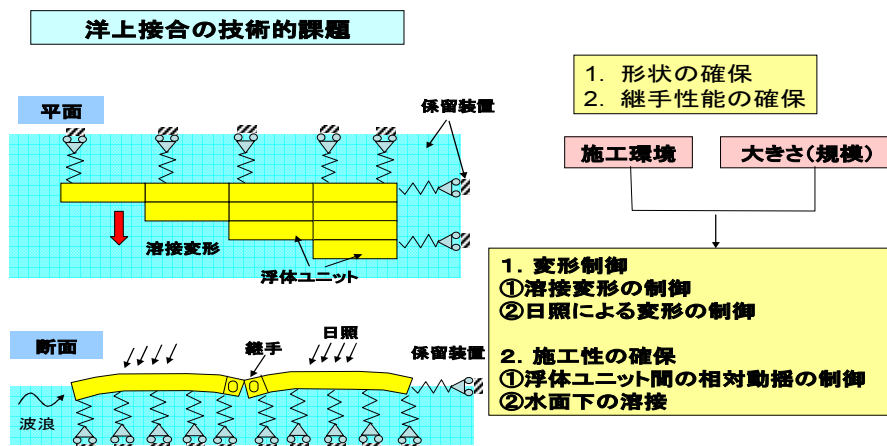 洋上接合の技術的課題
平面
係留装置
溶接変形
浮体ユニット
断面
日照
継手
係留装置
波浪
1. 形状の確保
2. 継手性能の確保
施工環境
大きさ(規模)
1. 変形制御
①溶接変形の制御
②日照による変形の制御
2. 施工性の確保
①浮体ユニット間の相対動揺の制御
②水面下の溶接